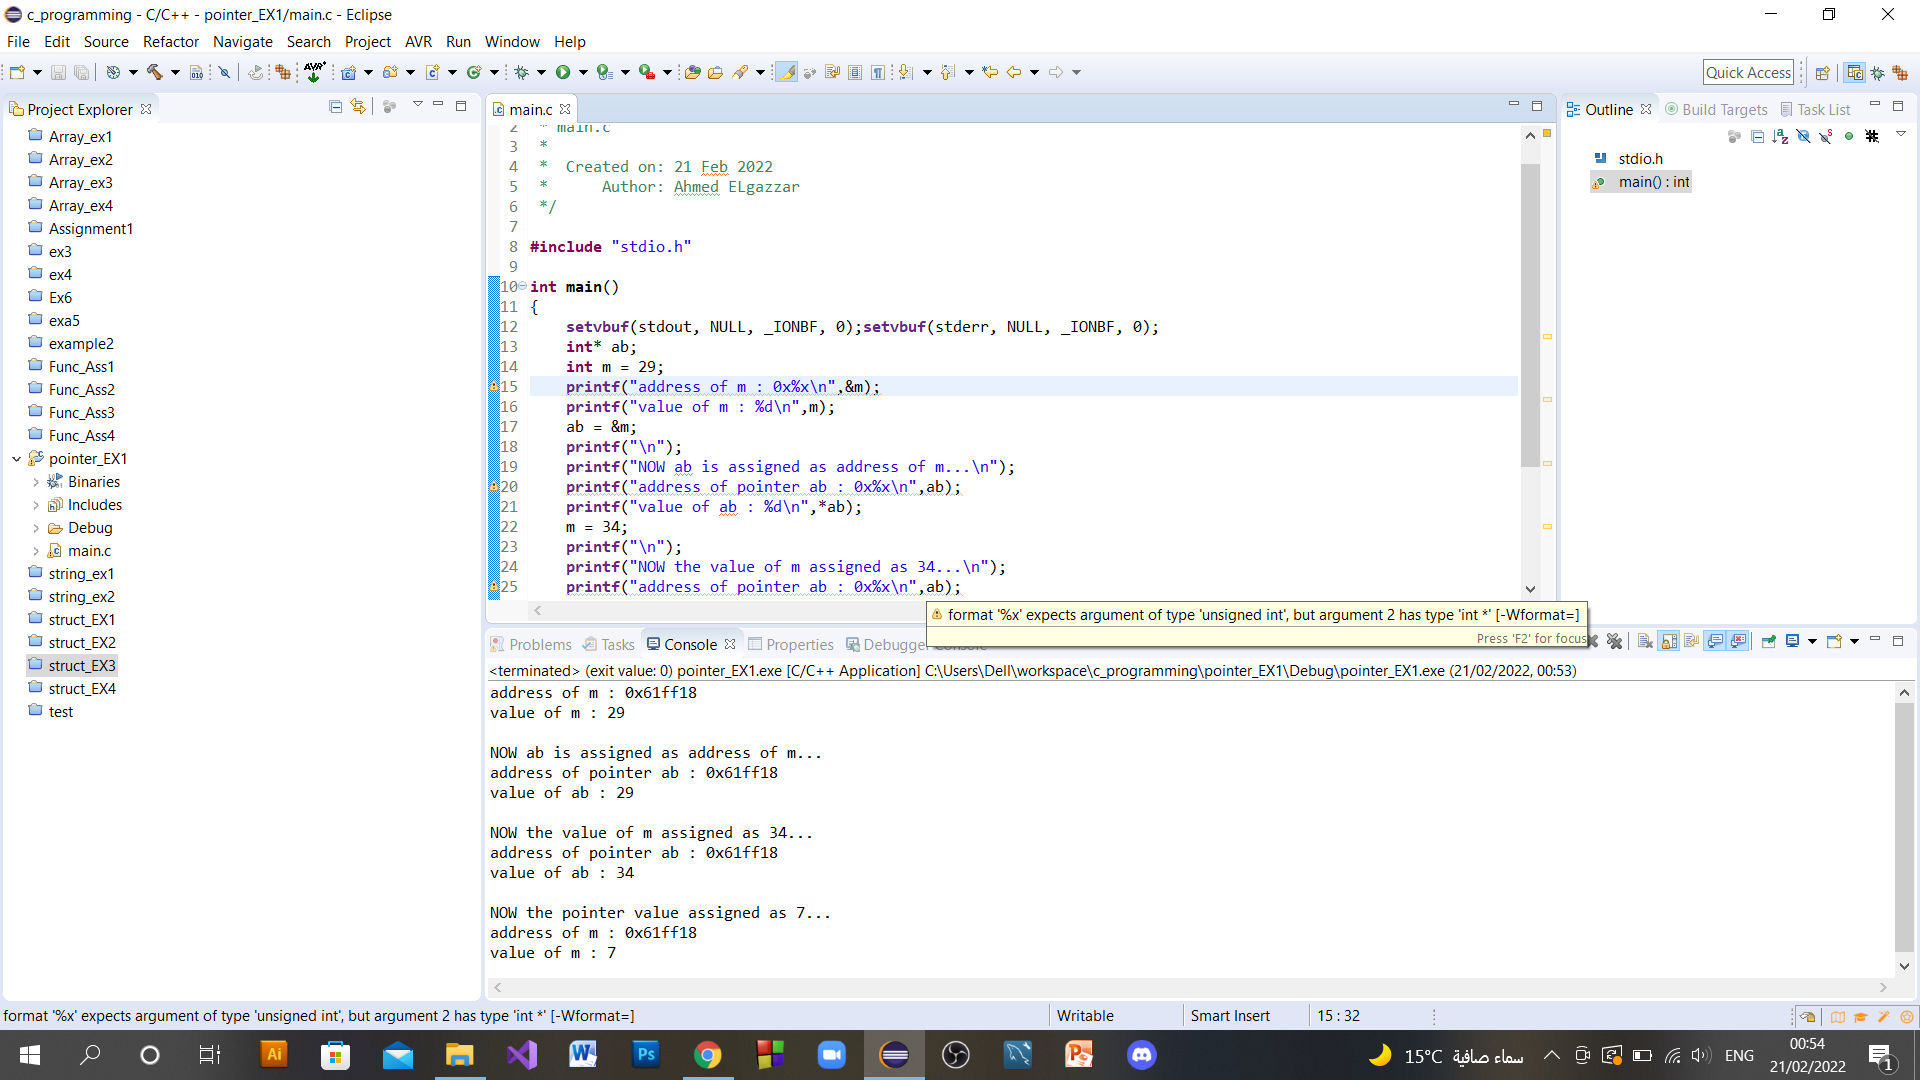 c_programming - C/C++ - pointer_EX1/main.c - Eclipse
File Edit Source Refactor Navigate Search Project AVR Run Window Help
Quick Access
Project Explorer
Array_ex1
Array_ex2
Array_ex3
Array_ex4
Assignment1
ex3
ex4
Ex6
exa5
example2
Func_Ass1
Func_Ass2
Func_Ass3
Func_Ass4
pointer_EX1
Binaries
Includes
Debug
main.c
string_ex1
string_ex2
struct_EX1
struct_EX2
struct_EX3
struct_EX4
test
main.c
2 * main.c
3 *
4 * Created on: 21 Feb 2022
5 * Author: Ahmed ELgazzar
6 */
7
8 #include "stdio.h"
9
10 int main()
11 {
12 setvbuf(stdout, NULL, _IONBF, 0);setvbuf(stderr, NULL, _IONBF, 0);
13 int* ab;
14 int m = 29;
15 printf("address of m : 0x%x\n",&m);
16 printf("value of m : %d\n",m);
17 ab = &m;
18 printf("\n");
19 printf("NOW ab is assigned as address of m...\n");
20 printf("address of pointer ab : 0x%x\n",ab);
21 printf("value of ab : %d\n",*ab);
22 m = 34;
23 printf("\n");
24 printf("NOW the value of m assigned as 34...\n");
25 printf("address of pointer ab : 0x%x\n",ab);
format '%x' expects argument of type 'unsigned int', but argument 2 has type 'int *' [-Wformat=]
Press 'F2' for focus
Outline Build Targets Task List
stdio.h
main() : int
Problems Tasks Console Properties Debugger Console
<terminated> (exit value: 0) pointer_EX1.exe [C/C++ Application] C:\Users\Dell\workspace\c_programming\pointer_EX1\Debug\pointer_EX1.exe (21/02/2022, 00:53)
address of m : 0x61ff18
value of m : 29
NOW ab is assigned as address of m...
address of pointer ab : 0x61ff18
value of ab : 29
NOW the value of m assigned as 34...
address of pointer ab : 0x61ff18
value of ab : 34
NOW the pointer value assigned as 7...
address of m : 0x61ff18
value of m : 7
format '%x' expects argument of type 'unsigned int', but argument 2 has type 'int *' [-Wformat=]
Writable Smart Insert 15 : 32
15°C سماء صافية
ENG
00:54
21/02/2022
1